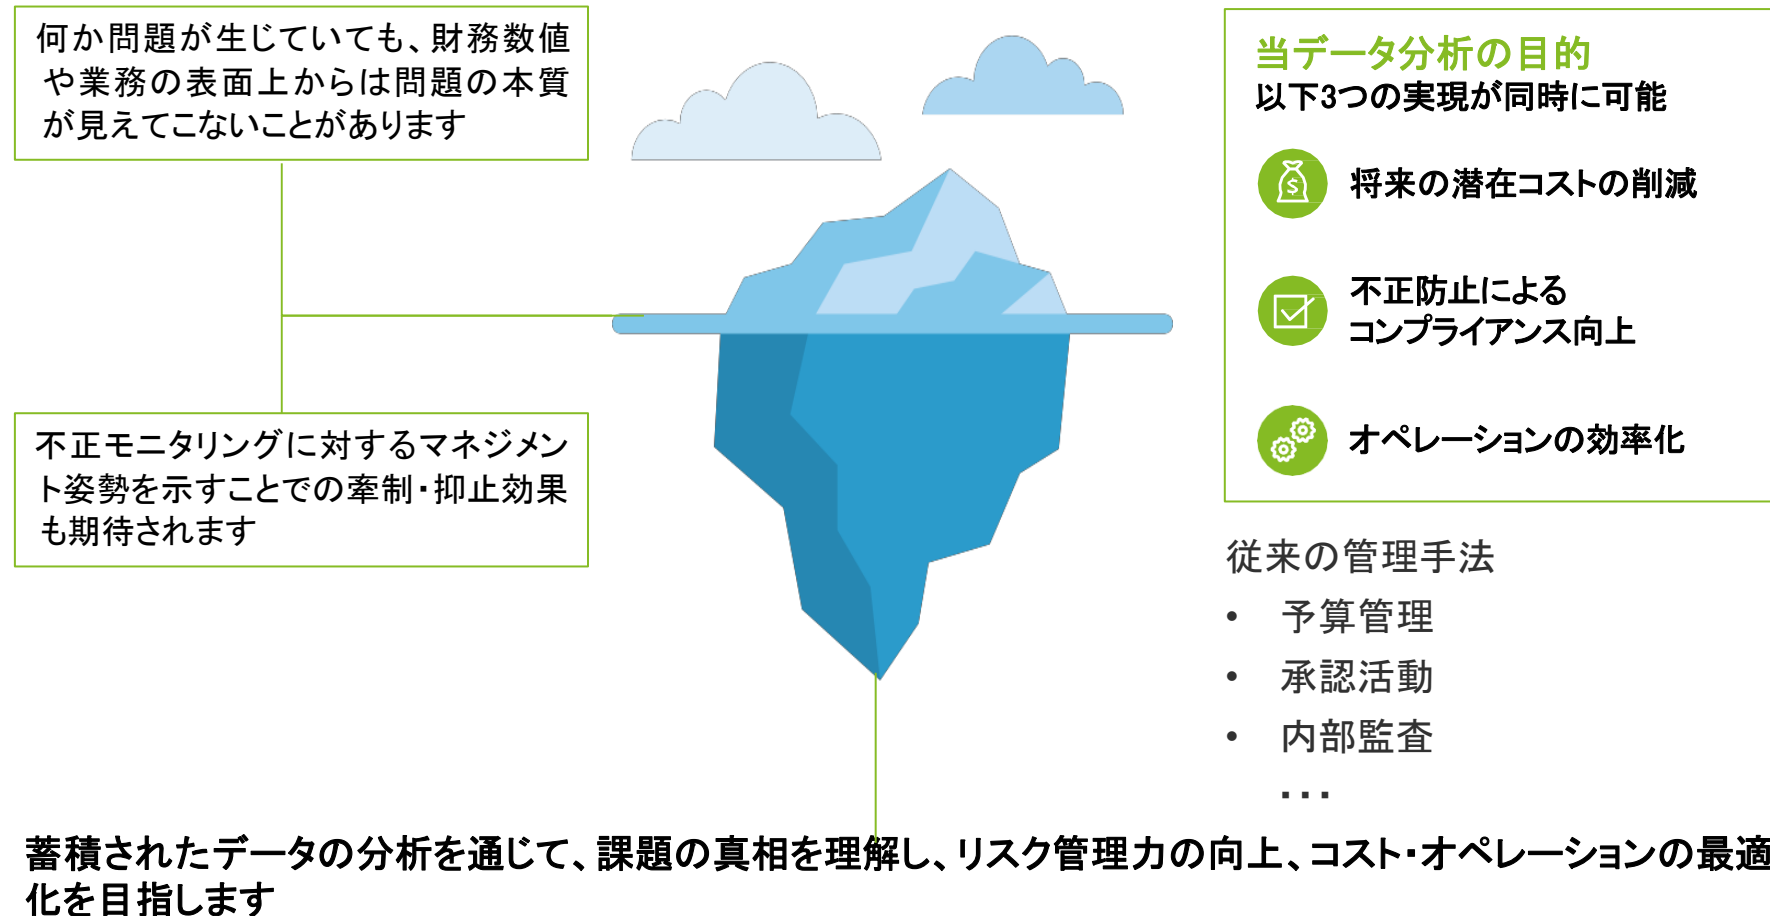 何か問題が生じていても、財務数値
や業務の表面上からは問題の本質
が見えてこないことがあります
不正モニタリングに対するマネジメン
ト姿勢を示すことでの牽制・抑止効果
も期待されます
当データ分析の目的
以下3つの実現が同時に可能
$
将来の潜在コストの削減
不正防止による
コンプライアンス向上
オペレーションの効率化
従来の管理手法
• 予算管理
• 承認活動
• 内部監査
・・・
蓄積されたデータの分析を通じて、課題の真相を理解し、リスク管理力の向上、コスト・オペレーションの最適
化を目指します